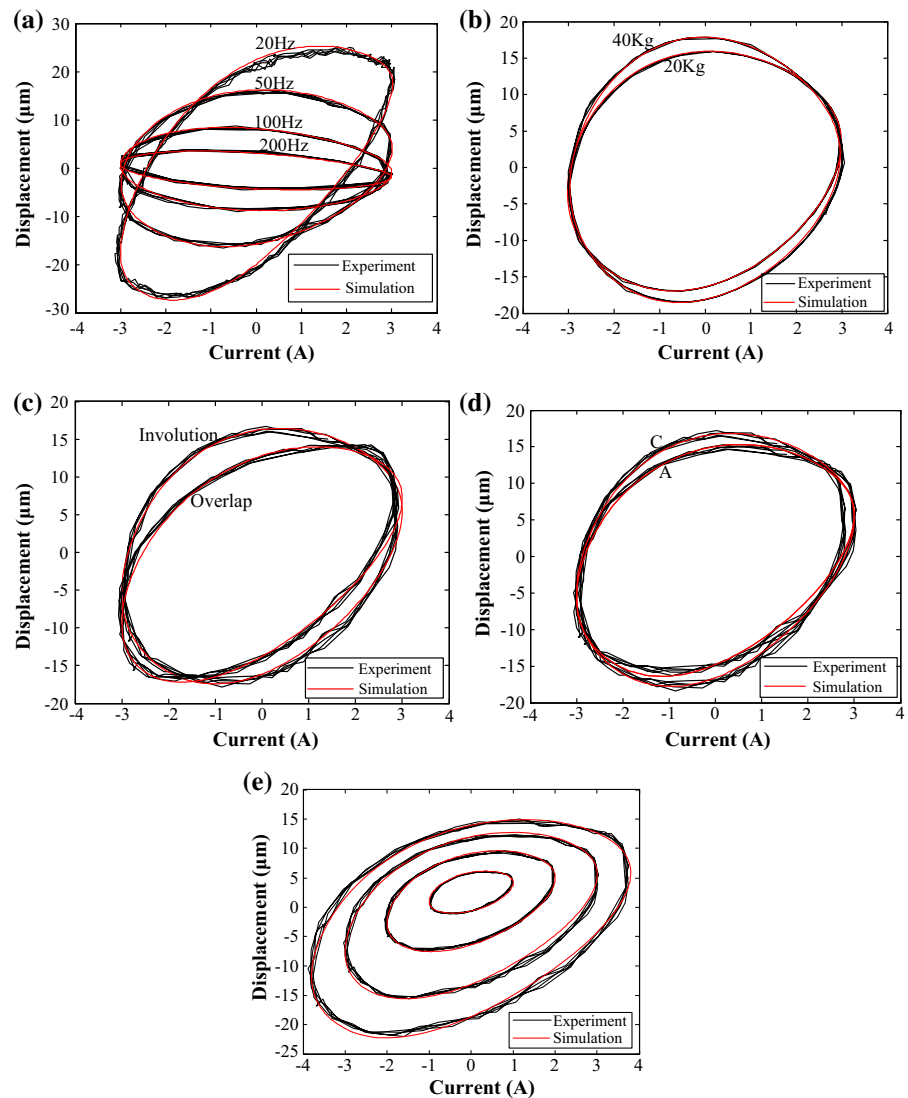 (a)
30
25
20
10
0
-10
-20
-30
-4 -3 -2 -1 0 1 2 3 4
Displacement (μm)
Current (A)
20Hz
50Hz
100Hz
200Hz
Experiment
Simulation
(b)
20
15
10
5
0
-5
-10
-15
-20
-4 -3 -2 -1 0 1 2 3 4
Displacement (μm)
Current (A)
40Kg
20Kg
Experiment
Simulation
(c)
20
15
10
5
0
-5
-10
-15
-20
-4 -3 -2 -1 0 1 2 3 4
Displacement (μm)
Current (A)
Involution
Overlap
Experiment
Simulation
(d)
20
15
10
5
0
-5
-10
-15
-20
-4 -3 -2 -1 0 1 2 3 4
Displacement (μm)
Current (A)
C
A
Experiment
Simulation
(e)
20
15
10
5
0
-5
-10
-15
-20
-25
-4 -3 -2 -1 0 1 2 3 4
Displacement (μm)
Current (A)
Experiment
Simulation